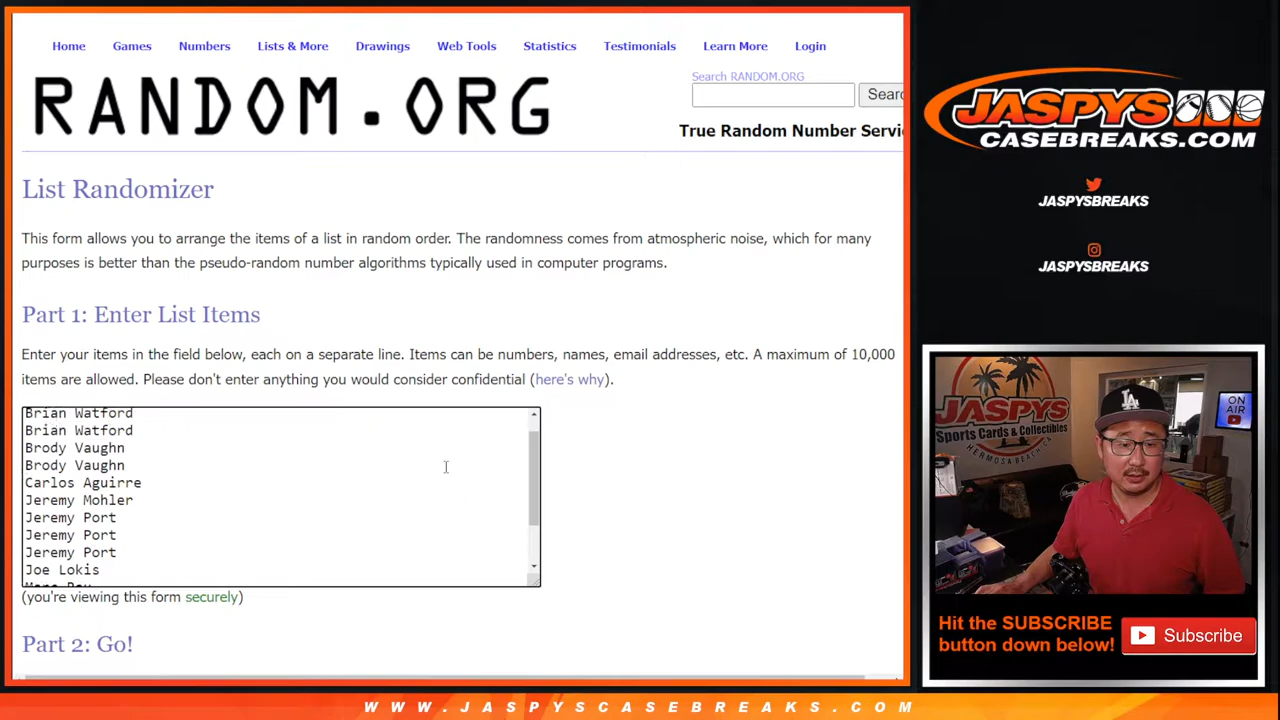 Home Games Numbers Lists & More Drawings Web Tools Statistics Testimonials Learn More Login
RANDOM.ORG
Search RANDOM.ORG
True Random Number Servi
List Randomizer
This form allows you to arrange the items of a list in random order. The randomness comes from atmospheric noise, which for many
purposes is better than the pseudo-random number algorithms typically used in computer programs.
Part 1: Enter List Items
Enter your items in the field below, each on a separate line. Items can be numbers, names, email addresses, etc. A maximum of 10,000
items are allowed. Please don't enter anything you would consider confidential (here's why).
Brian Watford
Brian Watford
Brody Vaughn
Brody Vaughn
Carlos Aguirre
Jeremy Mohler
Jeremy Port
Jeremy Port
Jeremy Port
Joe Lokis
(you're viewing this form securely)
Part 2: Go!
JASPYS
CASEBREAKS.COM
JASPYSBREAKS
JASPYSBREAKS
JASPYS
Sports Cards & Collectibles
HERMOSA BEACH, CA
LA
ON AIR
Hit the SUBSCRIBE
button down below!
Subscribe
WWW.JASPYSCASEBREAKS.COM